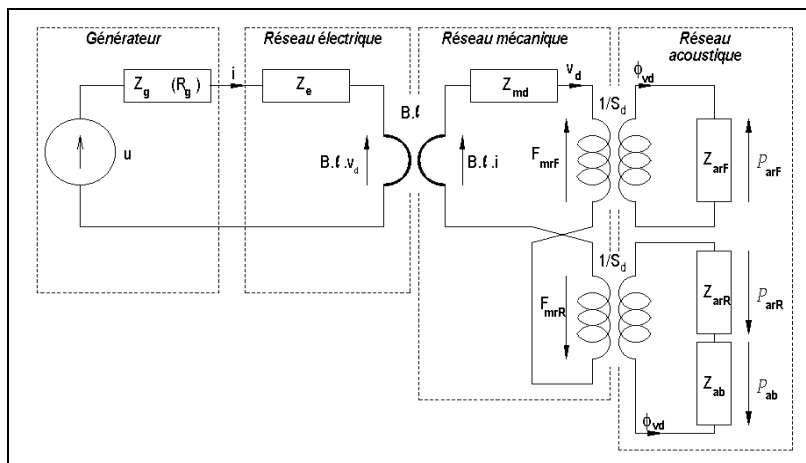 Générateur
Réseau électrique
Réseau mécanique
Réseau
acoustique
Z_g (R_g)
i
Z_e
B.ℓ
Z_md
v_d
1/S_d
ϕ_vd
u
B.ℓ.v_d
B.ℓ.i
F_mrF
Z_arF
P_arF
1/S_d
F_mrR
Z_arR
P_arR
Z_ab
P_ab
ϕ_vd